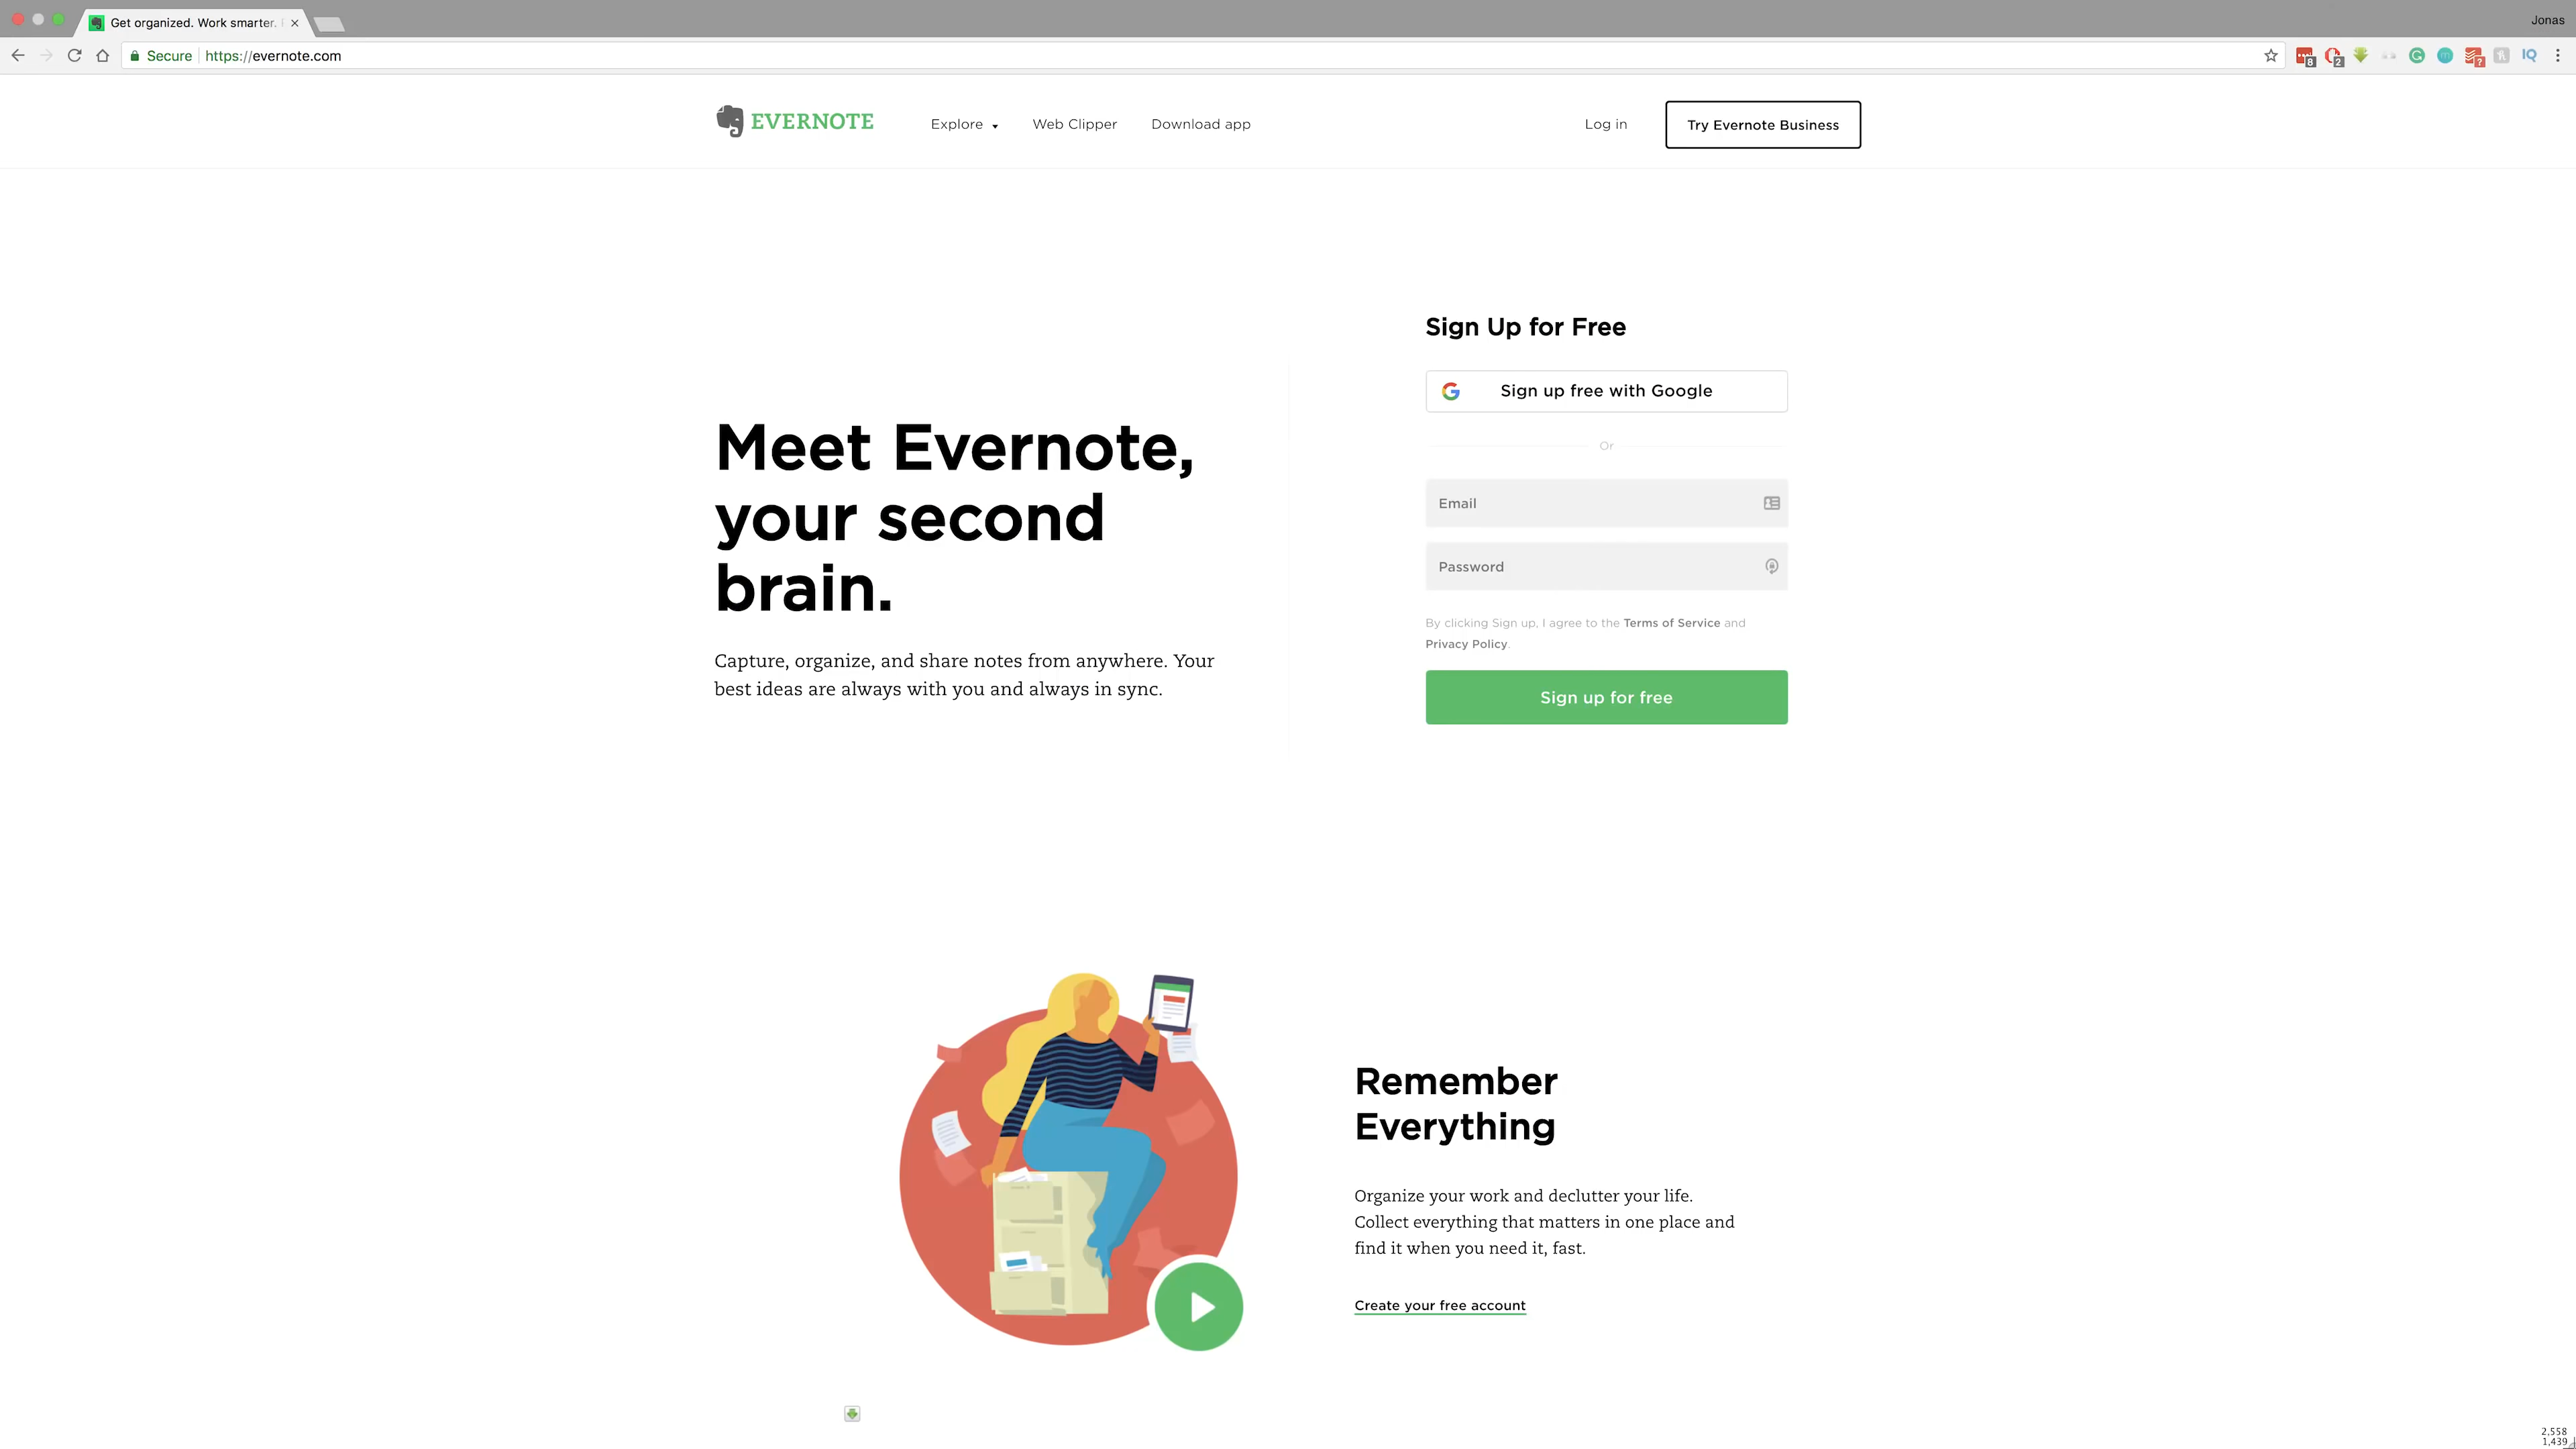 Get organized. Work smarter.
Jonas
Secure https://evernote.com
8
2
?
IQ
EVERNOTE
Explore
Web Clipper
Download app
Log in
Try Evernote Business
Sign Up for Free
Sign up free with Google
Or
Email
Password
By clicking Sign up, I agree to the Terms of Service and
Privacy Policy.
Sign up for free
Meet Evernote,
your second
brain.
Capture, organize, and share notes from anywhere. Your
best ideas are always with you and always in sync.
Remember
Everything
Organize your work and declutter your life.
Collect everything that matters in one place and
find it when you need it, fast.
Create your free account
2,558
1,439